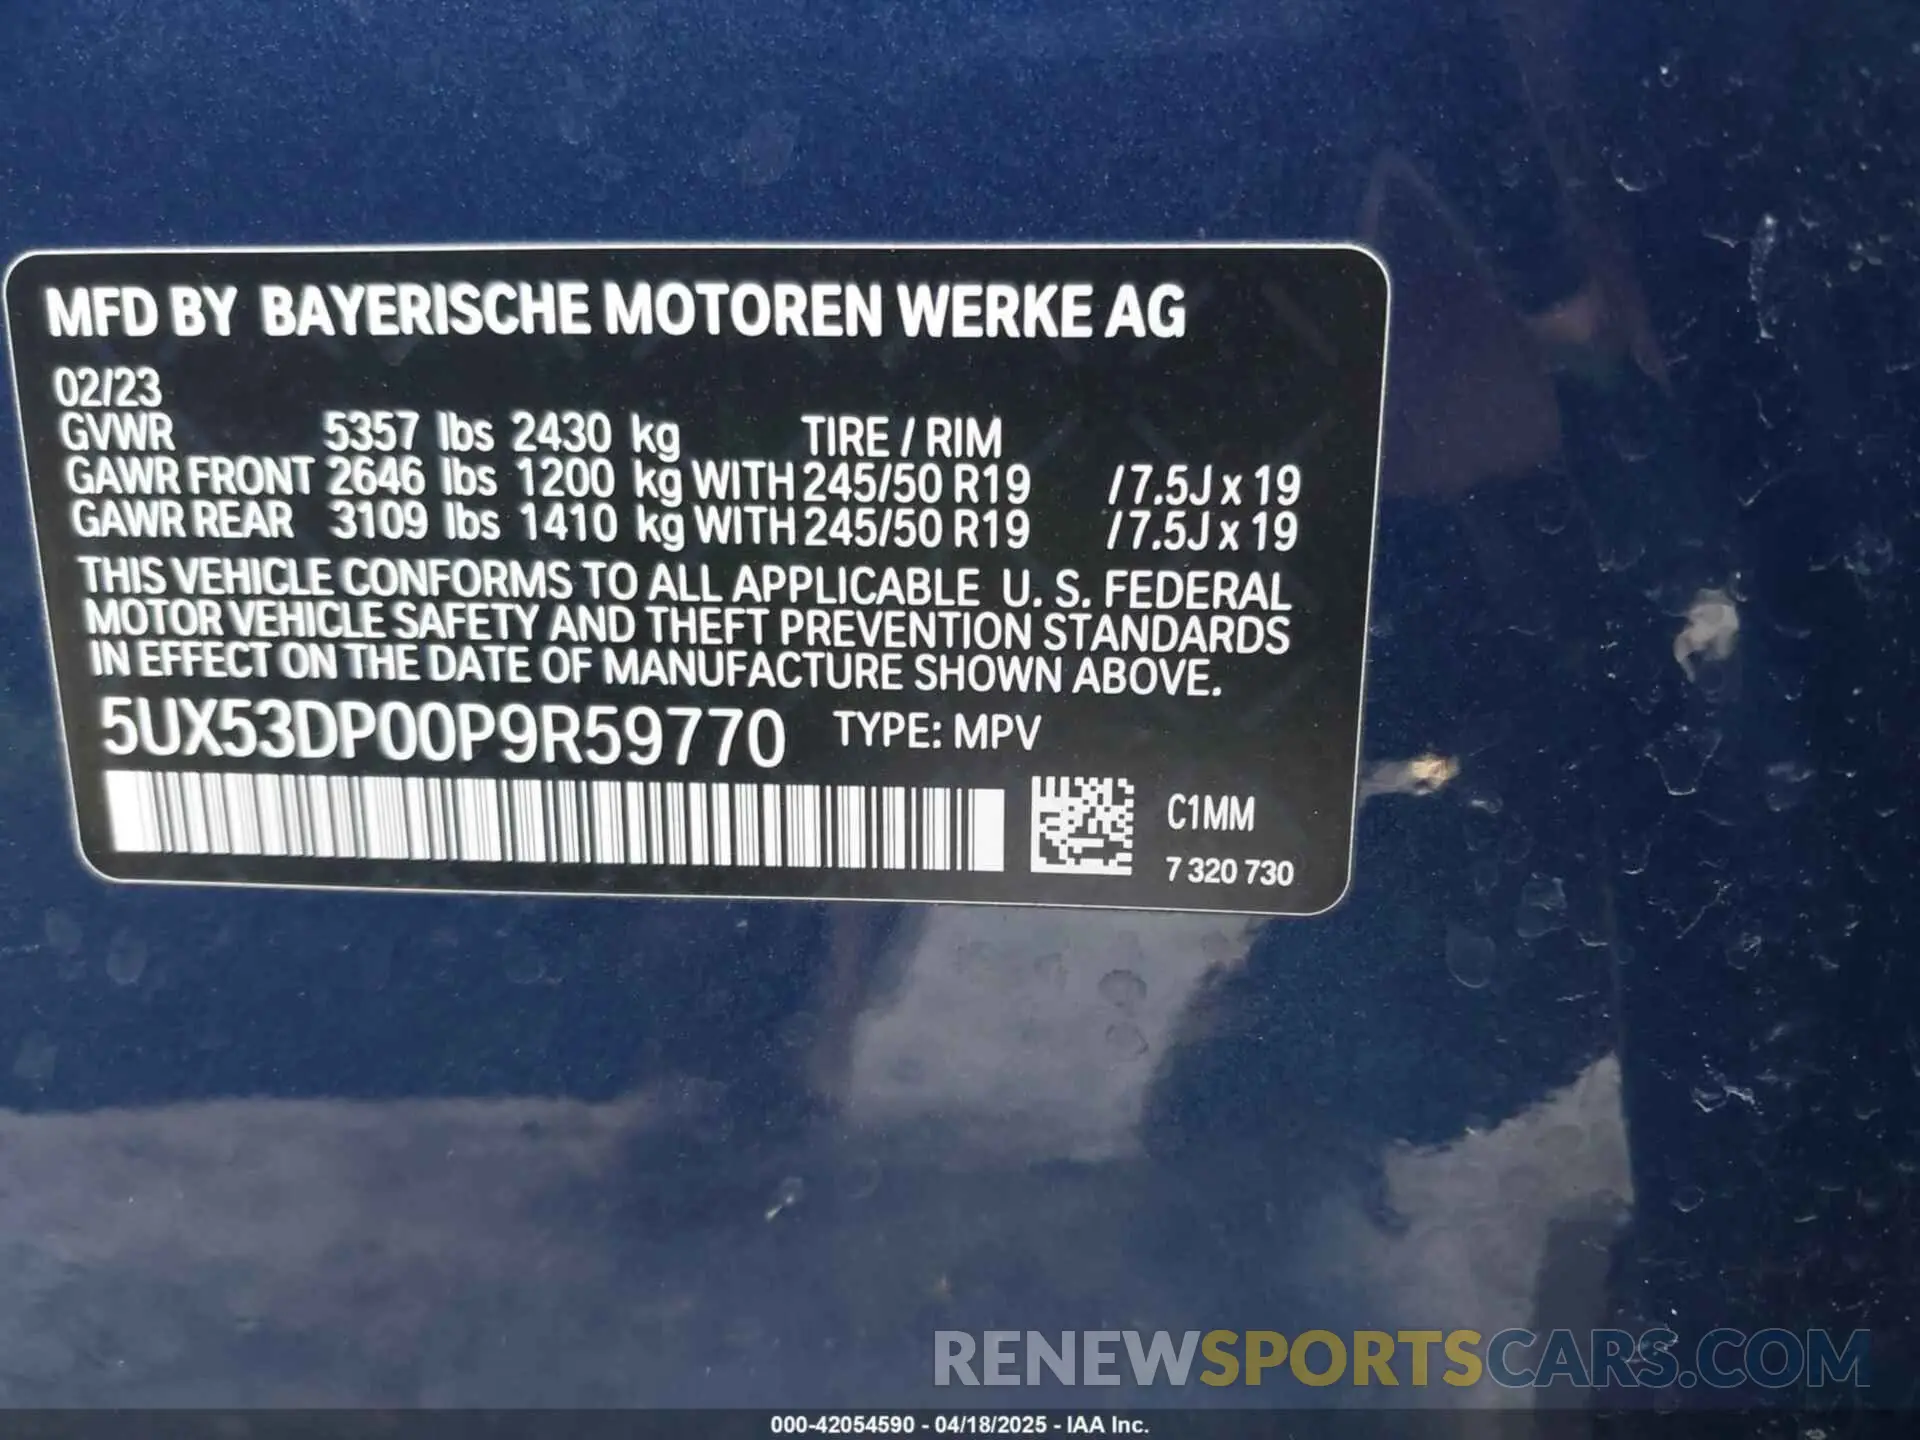 MFD BY BAYERISCHE MOTOREN WERKE AG
02/23
GVWR 5357 lbs 2430 kg TIRE / RIM
GAWR FRONT 2646 lbs 1200 kg WITH 245/50 R19 / 7.5J x 19
GAWR REAR 3109 lbs 1410 kg WITH 245/50 R19 / 7.5J x 19
THIS VEHICLE CONFORMS TO ALL APPLICABLE U. S. FEDERAL
MOTOR VEHICLE SAFETY AND THEFT PREVENTION STANDARDS
IN EFFECT ON THE DATE OF MANUFACTURE SHOWN ABOVE.
5UX53DP00P9R59770 TYPE: MPV
C1MM
7 320 730
RENEWSPORTSCARS.COM
000-42054590 - 04/18/2025 - IAA Inc.